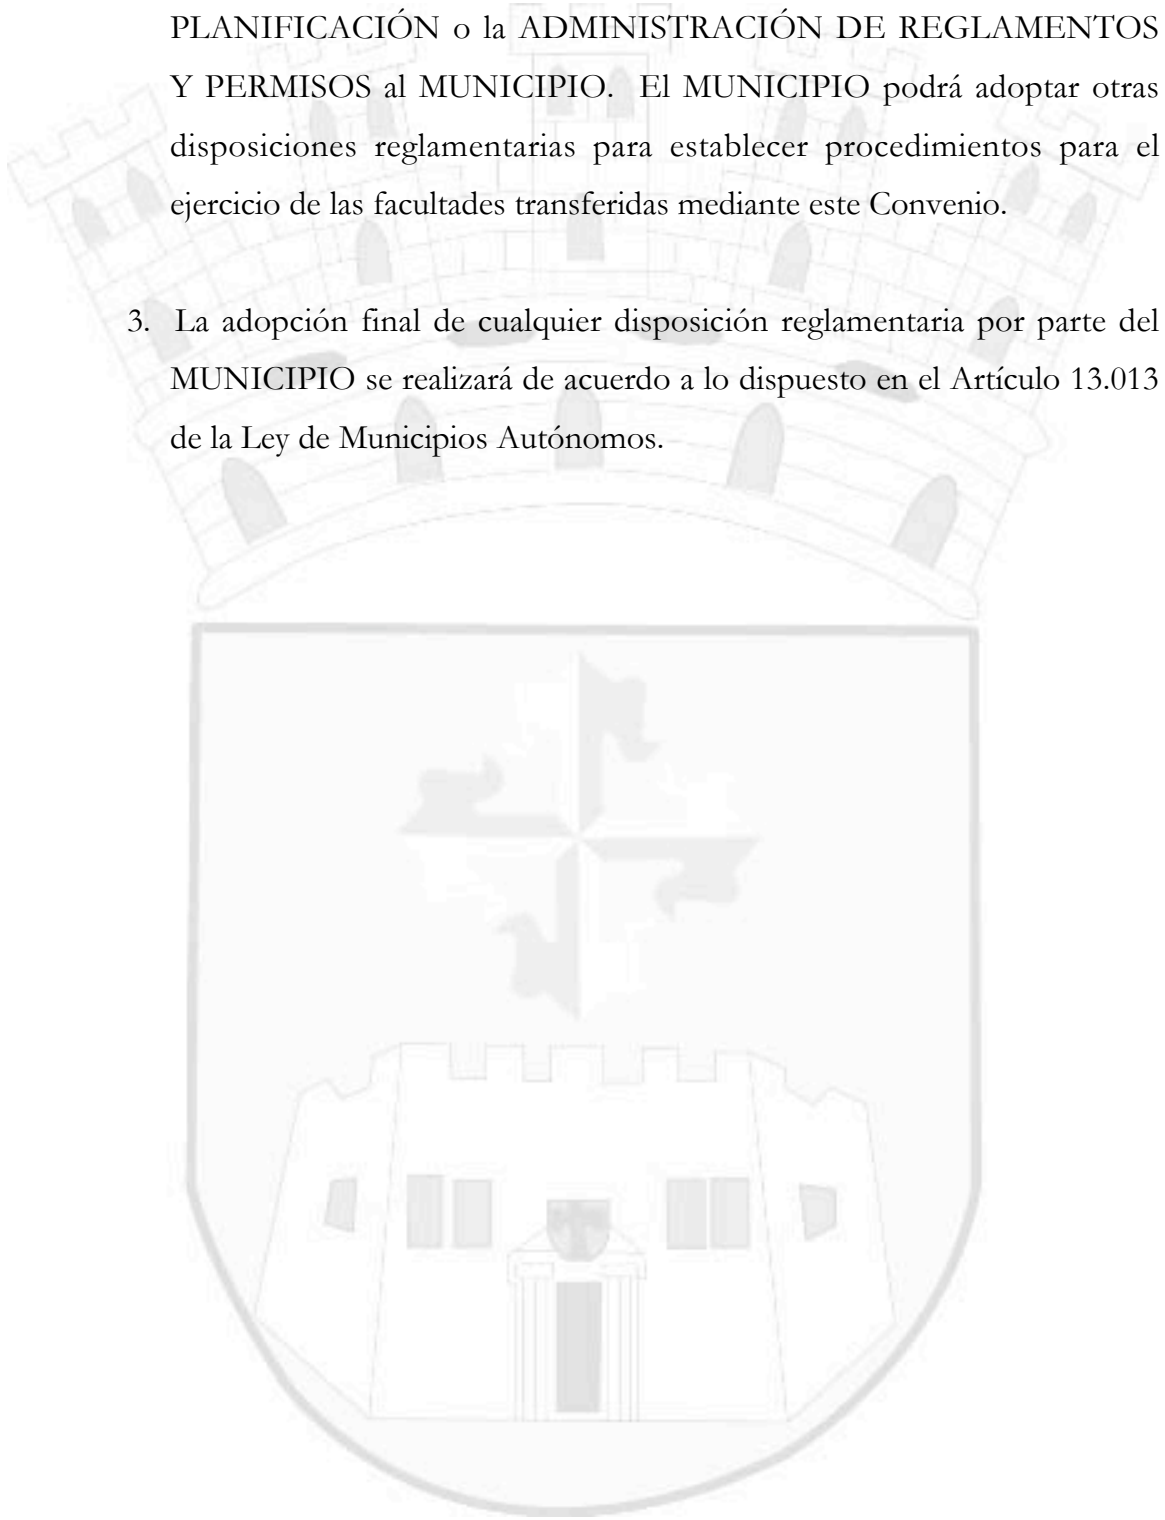 PLANIFICACIÓN o la ADMINISTRACIÓN DE REGLAMENTOS
Y PERMISOS al MUNICIPIO. El MUNICIPIO podrá adoptar otras
disposiciones reglamentarias para establecer procedimientos para el
ejercicio de las facultades transferidas mediante este Convenio.
3. La adopción final de cualquier disposición reglamentaria por parte del
MUNICIPIO se realizará de acuerdo a lo dispuesto en el Artículo 13.013
de la Ley de Municipios Autónomos.